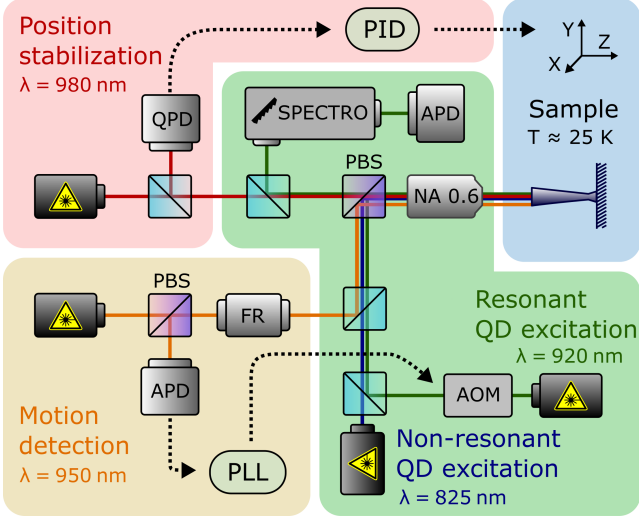 Position
stabilization
λ = 980 nm
PID
QPD
SPECTRO
APD
PBS
NA 0.6
Y
Z
X
Sample
T ≈ 25 K
PBS
FR
APD
Motion
detection
λ = 950 nm
PLL
Resonant
QD excitation
λ = 920 nm
AOM
Non-resonant
QD excitation
λ = 825 nm